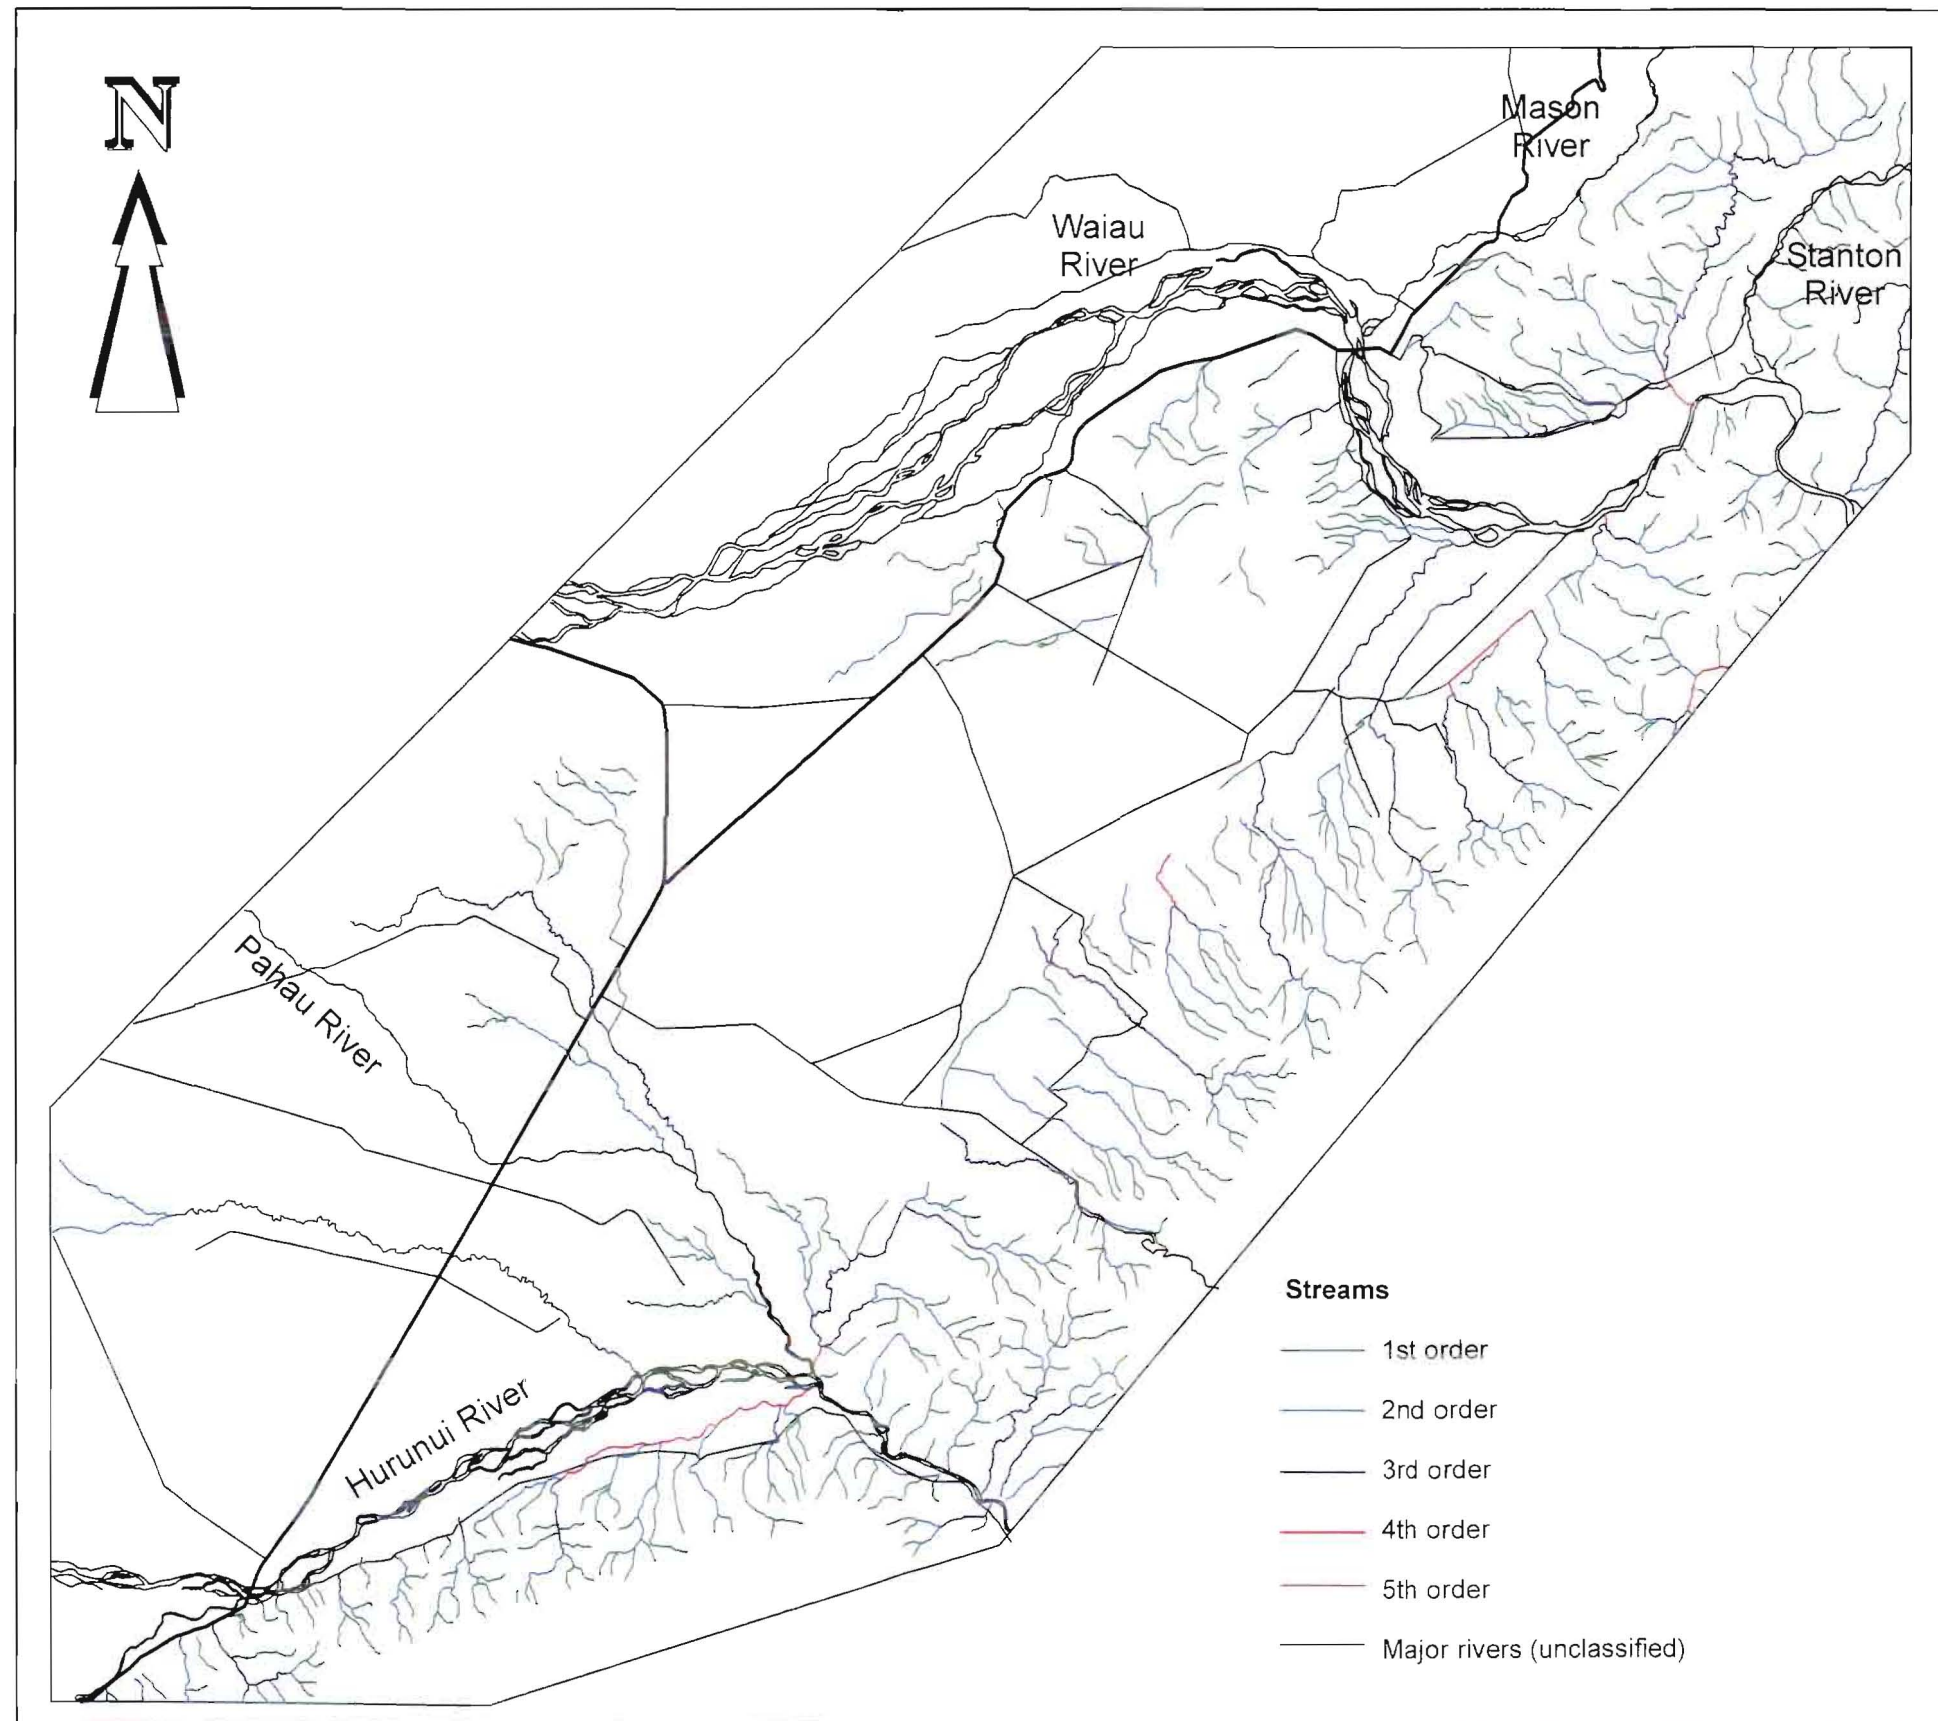 N
Mason
River
Waiau
River
Stanton
River
Pahau River
Hurunui River
Streams
1st order
2nd order
3rd order
4th order
5th order
Major rivers (unclassified)